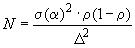 N = σ(α)² · ρ(1 − ρ) / Δ²